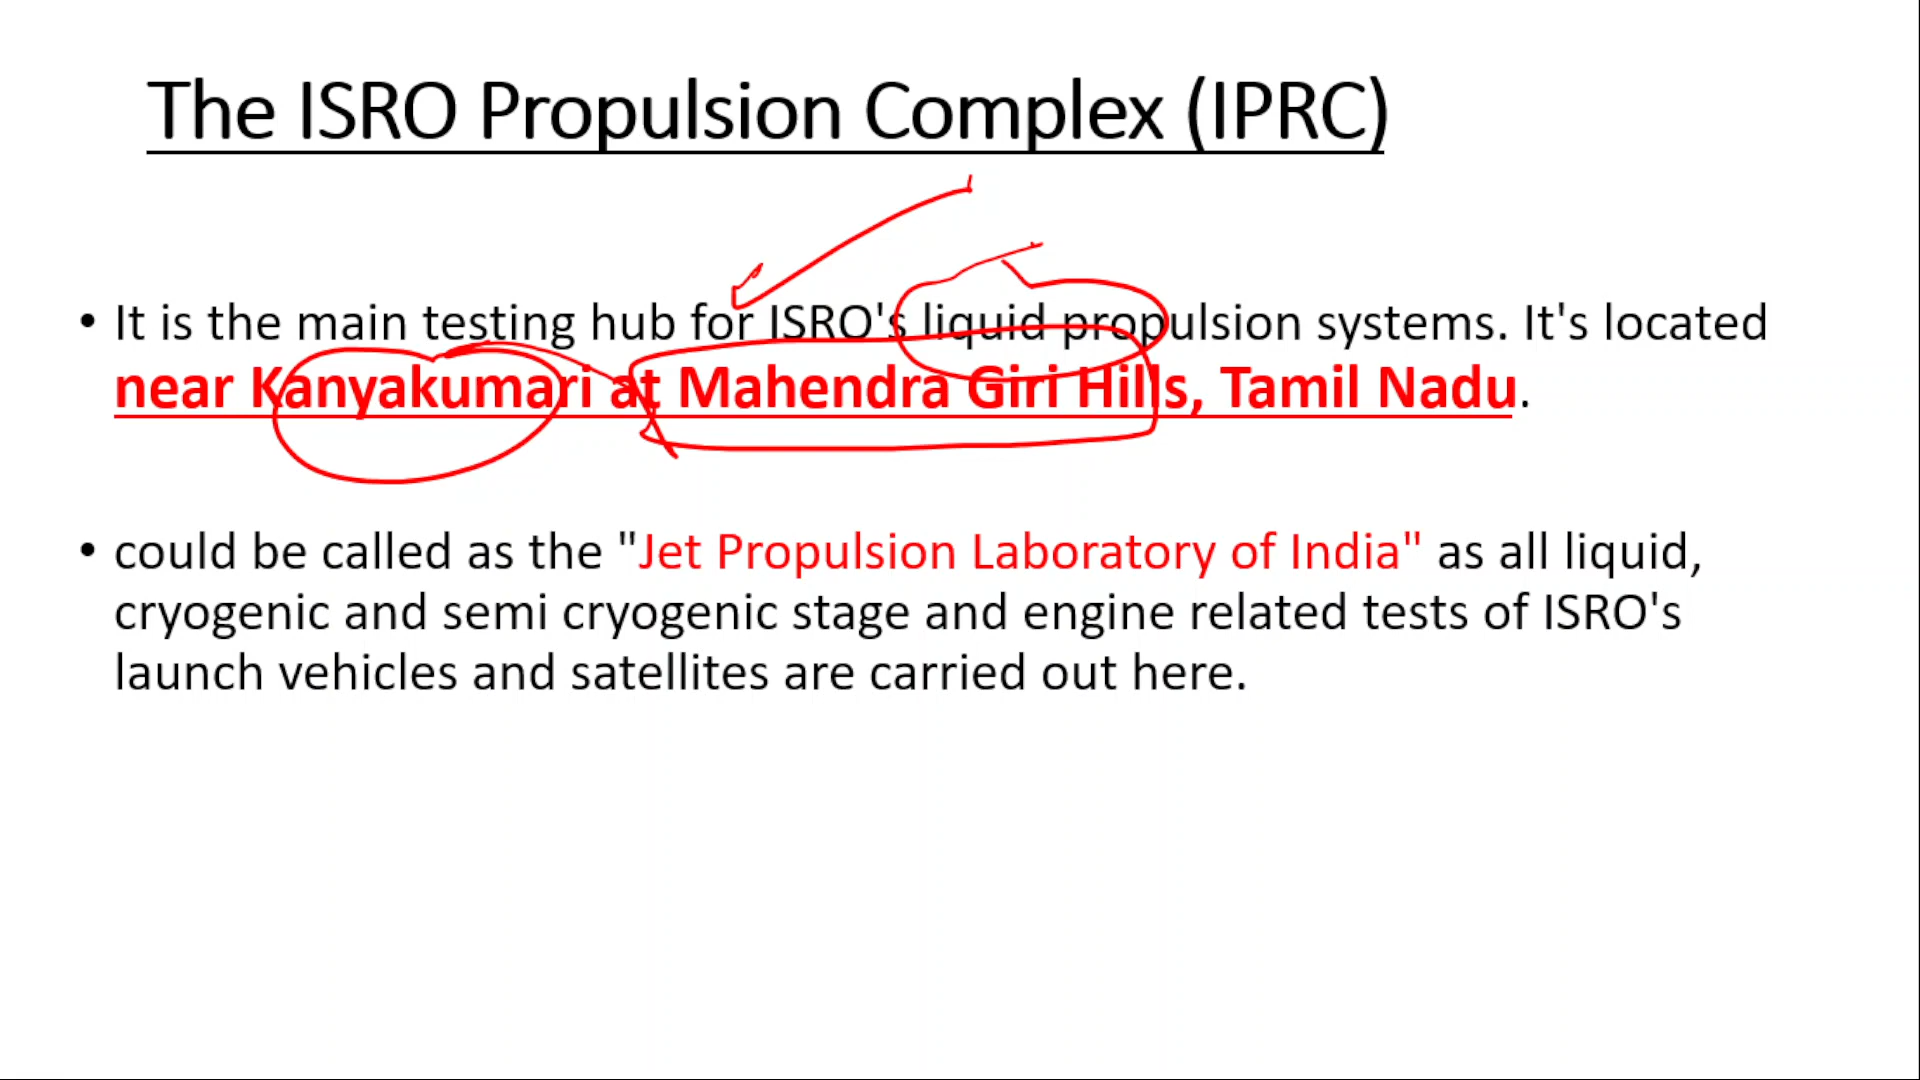 The ISRO Propulsion Complex (IPRC)
• It is the main testing hub for ISRO's liquid propulsion systems. It's located
near Kanyakumari at Mahendra Giri Hills, Tamil Nadu.
• could be called as the "Jet Propulsion Laboratory of India" as all liquid,
cryogenic and semi cryogenic stage and engine related tests of ISRO's
launch vehicles and satellites are carried out here.